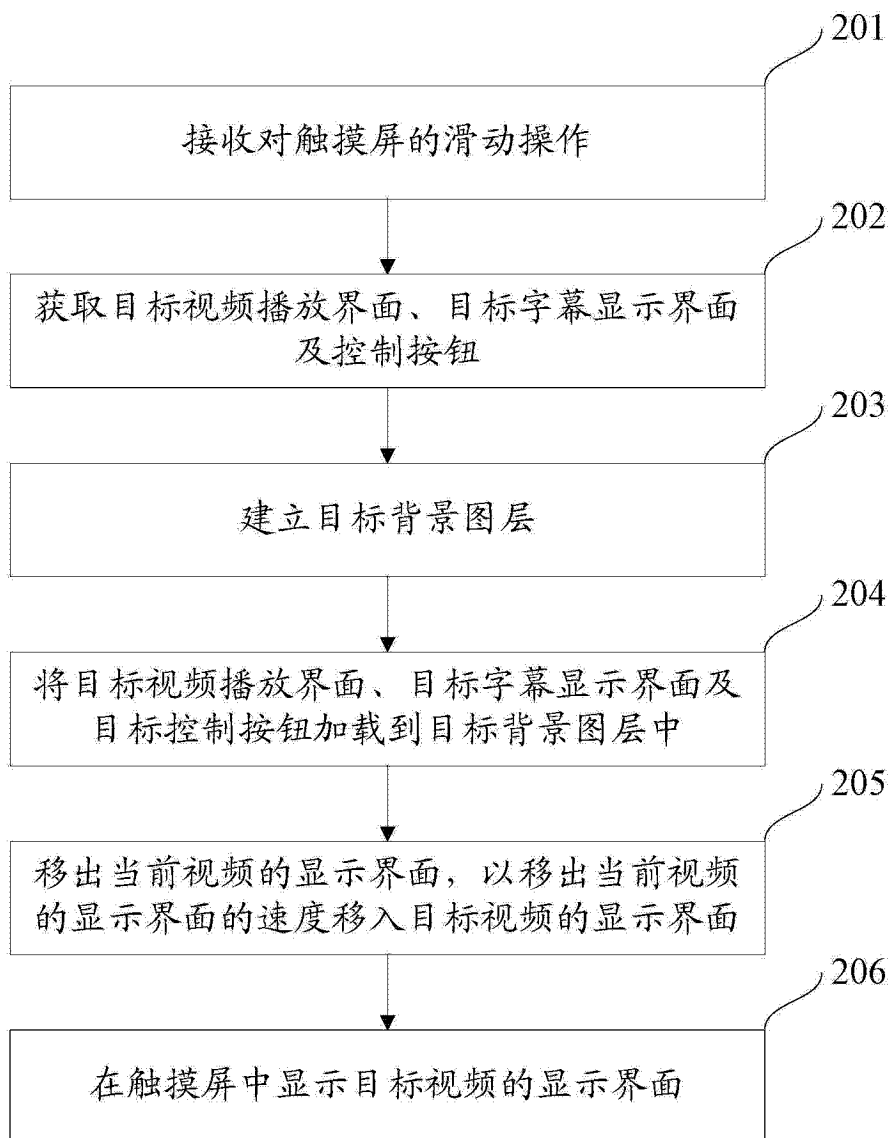 201
接收对触摸屏的滑动操作
202
获取目标视频播放界面、目标字幕显示界面
及控制按钮
203
建立目标背景图层
204
将目标视频播放界面、目标字幕显示界面及
目标控制按钮加载到目标背景图层中
205
移出当前视频的显示界面，以移出当前视频
的显示界面的速度移入目标视频的显示界面
206
在触摸屏中显示目标视频的显示界面